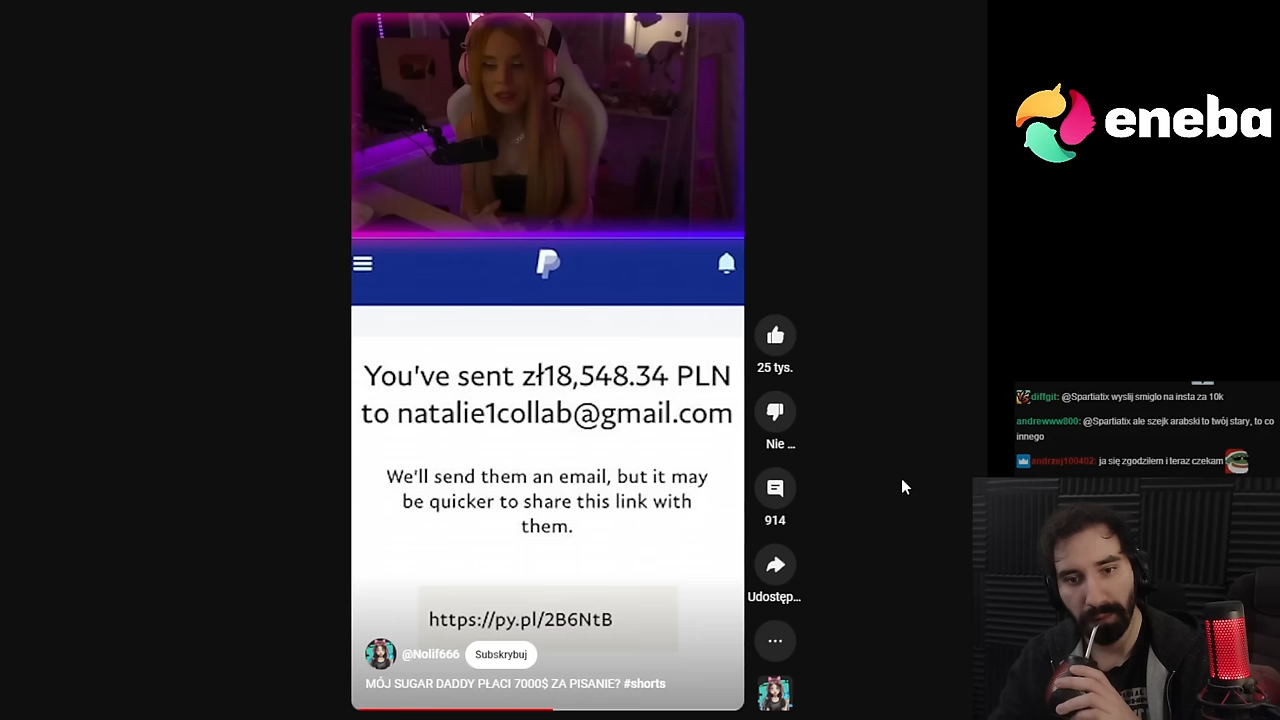 eneba
You've sent zł18,548.34 PLN
to natalie1collab@gmail.com
We'll send them an email, but it may
be quicker to share this link with
them.
https://py.pl/2B6NtB
@Nolif666
Subskrybuj
MÓJ SUGAR DADDY PŁACI 7000$ ZA PISANIE? #shorts
25 tys.
Nie ...
914
Udostęp...
diffgit: @Spartiatix wyslij smiglo na insta za 10k
andrewww800: @Spartiatix ale szejk arabski to twój stary, to co
innego
andrzej100402: ja się zgodziłem i teraz czekam